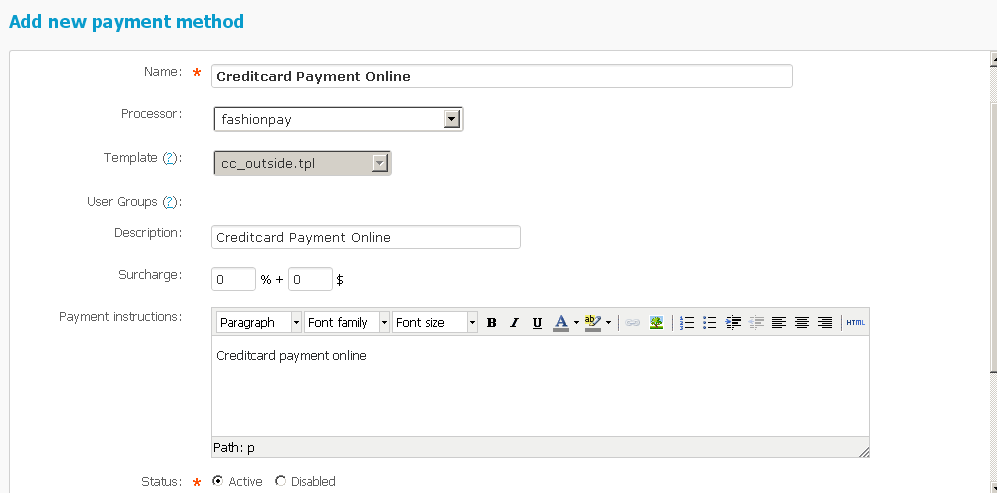 Add new payment method
Name: * Creditcard Payment Online
Processor: fashionpay
Template (?): cc_outside.tpl
User Groups (?):
Description: Creditcard Payment Online
Surcharge: 0 % + 0 $
Payment instructions: Paragraph Font family Font size B I U A ab HTML
Creditcard payment online
Path: p
Status: * Active Disabled